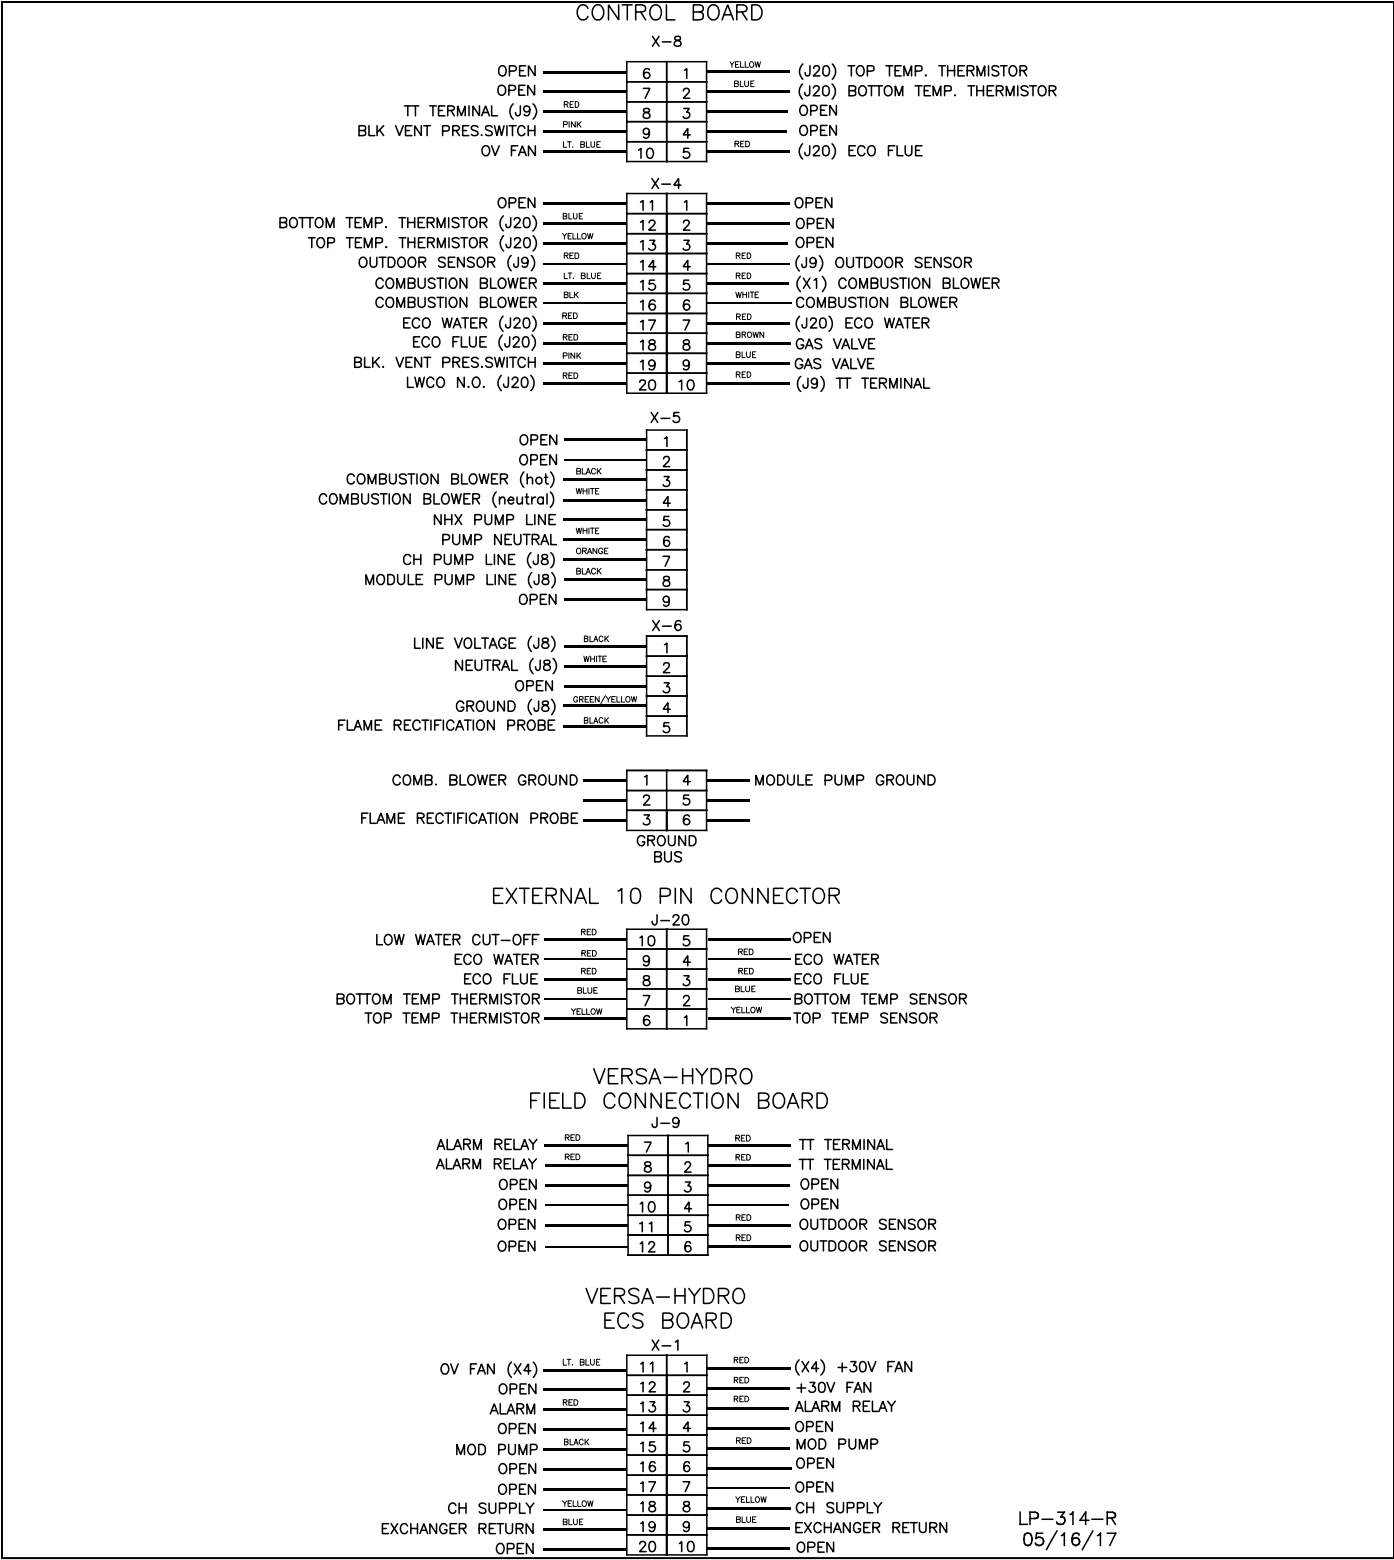 CONTROL BOARD
X-8
OPEN 6 1 YELLOW (J20) TOP TEMP. THERMISTOR
OPEN 7 2 BLUE (J20) BOTTOM TEMP. THERMISTOR
TT TERMINAL (J9) RED 8 3 OPEN
BLK VENT PRES.SWITCH PINK 9 4 OPEN
OV FAN LT. BLUE 10 5 RED (J20) ECO FLUE
X-4
OPEN 11 1 OPEN
BOTTOM TEMP. THERMISTOR (J20) BLUE 12 2 OPEN
TOP TEMP. THERMISTOR (J20) YELLOW 13 3 OPEN
OUTDOOR SENSOR (J9) RED 14 4 RED (J9) OUTDOOR SENSOR
COMBUSTION BLOWER LT. BLUE 15 5 RED (X1) COMBUSTION BLOWER
COMBUSTION BLOWER BLK 16 6 WHITE COMBUSTION BLOWER
ECO WATER (J20) RED 17 7 RED (J20) ECO WATER
ECO FLUE (J20) RED 18 8 BROWN GAS VALVE
BLK. VENT PRES.SWITCH PINK 19 9 BLUE GAS VALVE
LWCO N.O. (J20) RED 20 10 RED (J9) TT TERMINAL
X-5
OPEN 1
OPEN 2
COMBUSTION BLOWER (hot) BLACK 3
COMBUSTION BLOWER (neutral) WHITE 4
NHX PUMP LINE 5
PUMP NEUTRAL WHITE 6
CH PUMP LINE (J8) ORANGE 7
MODULE PUMP LINE (J8) BLACK 8
OPEN 9
X-6
LINE VOLTAGE (J8) BLACK 1
NEUTRAL (J8) WHITE 2
OPEN 3
GROUND (J8) GREEN/YELLOW 4
FLAME RECTIFICATION PROBE BLACK 5
COMB. BLOWER GROUND 1 4 MODULE PUMP GROUND
2 5
FLAME RECTIFICATION PROBE 3 6
GROUND
BUS
EXTERNAL 10 PIN CONNECTOR
J-20
LOW WATER CUT-OFF RED 10 5 OPEN
ECO WATER RED 9 4 RED ECO WATER
ECO FLUE RED 8 3 RED ECO FLUE
BOTTOM TEMP THERMISTOR BLUE 7 2 BLUE BOTTOM TEMP SENSOR
TOP TEMP THERMISTOR YELLOW 6 1 YELLOW TOP TEMP SENSOR
VERSA-HYDRO
FIELD CONNECTION BOARD
J-9
ALARM RELAY RED 7 1 RED TT TERMINAL
ALARM RELAY RED 8 2 RED TT TERMINAL
OPEN 9 3 OPEN
OPEN 10 4 OPEN
OPEN 11 5 RED OUTDOOR SENSOR
OPEN 12 6 RED OUTDOOR SENSOR
VERSA-HYDRO
ECS BOARD
X-1
OV FAN (X4) LT. BLUE 11 1 RED (X4) +30V FAN
OPEN 12 2 RED +30V FAN
ALARM RED 13 3 RED ALARM RELAY
OPEN 14 4 OPEN
MOD PUMP BLACK 15 5 RED MOD PUMP
OPEN 16 6 OPEN
OPEN 17 7 OPEN
CH SUPPLY YELLOW 18 8 YELLOW CH SUPPLY
EXCHANGER RETURN BLUE 19 9 BLUE EXCHANGER RETURN
OPEN 20 10 OPEN
LP-314-R
05/16/17